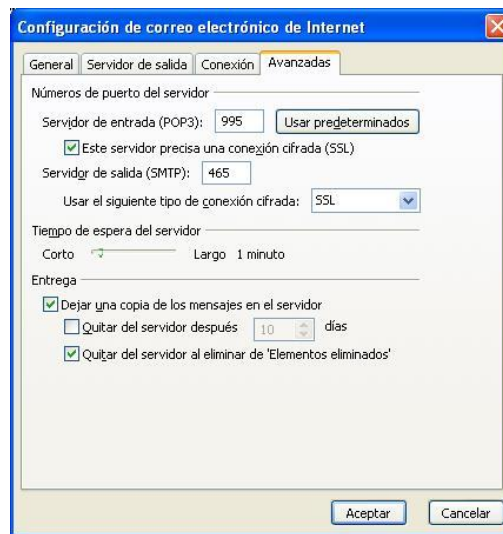 Configuración de correo electrónico de Internet
General Servidor de salida Conexión Avanzadas
Números de puerto del servidor
Servidor de entrada (POP3): 995 Usar predeterminados
Este servidor precisa una conexión cifrada (SSL)
Servidor de salida (SMTP): 465
Usar el siguiente tipo de conexión cifrada: SSL
Tiempo de espera del servidor
Corto Largo 1 minuto
Entrega
Dejar una copia de los mensajes en el servidor
Quitar del servidor después 10 días
Quitar del servidor al eliminar de 'Elementos eliminados'
Aceptar Cancelar